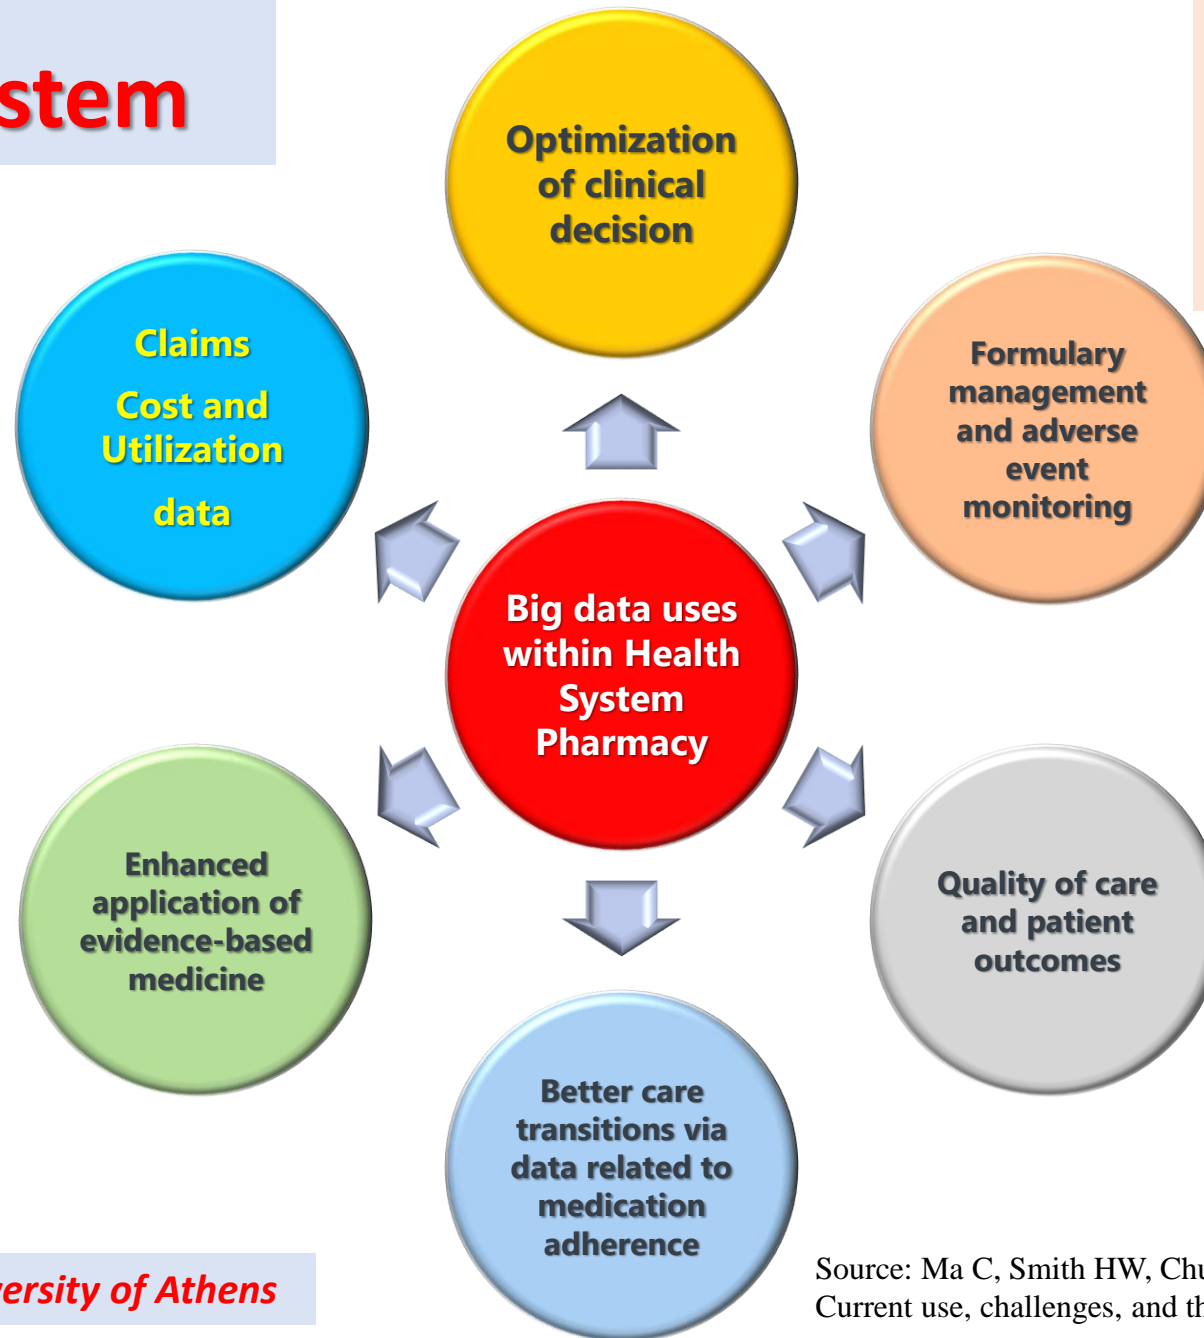 stem
Optimization
of clinical
decision
Claims
Cost and
Utilization
data
Formulary
management
and adverse
event
monitoring
Big data uses
within Health
System
Pharmacy
Enhanced
application of
evidence-based
medicine
Quality of care
and patient
outcomes
Better care
transitions via
data related to
medication
adherence
versity of Athens
Source: Ma C, Smith HW, Chu
Current use, challenges, and th